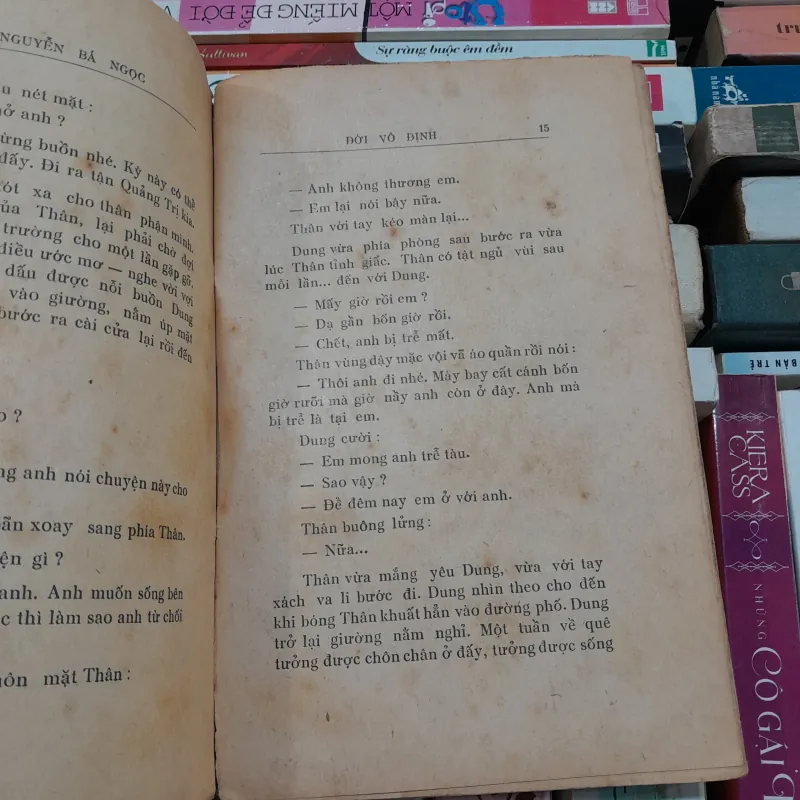 MỘT MIẾNG ĐỂ ĐỜI
Sullivan
Sự ràng buộc êm đềm
nha nam
BẢN TRẺ
KIERA CASS
NHỮNG
CÔ GÁI
NGUYỄN BÁ NGỌC
u nét mặt :
ở anh ?
ừng buồn nhé. Kỳ này có thể
đấy. Đi ra tận Quảng Trị kia.
ót xa cho thân phận mình.
ủa Thân, lại phải chờ đợi
trường cho một lần gặp gỡ.
điều ước mơ — nghe vời vợi
dấu được nỗi buồn Dung
vào giường, nằm úp mặt
bước ra cài cửa lại rồi đến
o ?
ng anh nói chuyện này cho
ẵn xoay sang phía Thân.
ện gì ?
anh. Anh muốn sống bên
c thì làm sao anh từ chối
mặt Thân :
ĐỜI VÔ ĐỊNH 15
— Anh không thương em.
— Em lại nói bậy nữa.
Thân với tay kéo màn lại...
Dung vừa phía phòng sau bước ra vừa
lúc Thân tỉnh giấc. Thân có tật ngủ vùi sau
mỗi lần... đến với Dung.
— Mấy giờ rồi em ?
— Dạ gần bốn giờ rồi.
— Chết, anh bị trễ mất.
Thân vùng dậy mặc vội vã áo quần rồi nói :
— Thôi anh đi nhé. Máy bay cất cánh bốn
giờ rưỡi mà giờ nầy anh còn ở đây. Anh mà
bị trễ là tại em.
Dung cười :
— Em mong anh trễ tàu.
— Sao vậy ?
— Để đêm nay em ở với anh.
Thân buông lửng :
— Nữa...
Thân vừa mắng yêu Dung, vừa với tay
xách va li bước đi. Dung nhìn theo cho đến
khi bóng Thân khuất hẳn vào đường phố. Dung
trở lại giường nằm nghỉ. Một tuần về quê
tưởng được chôn chân ở đấy, tưởng được sống